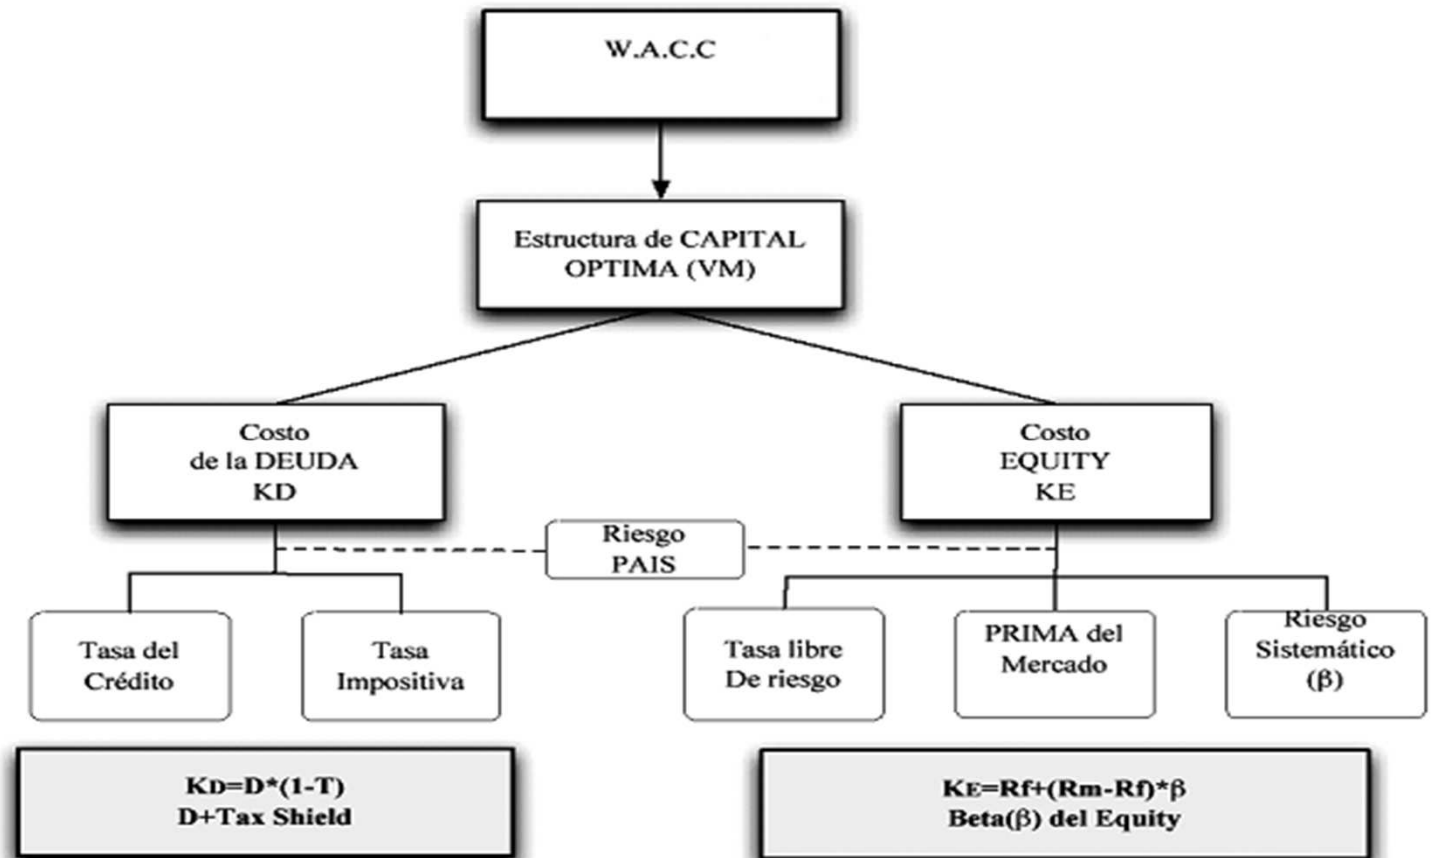 W.A.C.C
Estructura de CAPITAL
OPTIMA (VM)
Costo
de la DEUDA
KD
Costo
EQUITY
KE
Riesgo
PAIS
Tasa del
Crédito
Tasa
Impositiva
Tasa libre
De riesgo
PRIMA del
Mercado
Riesgo
Sistemático
(β)
KD=D*(1-T)
D+Tax Shield
KE=Rf+(Rm-Rf)*β
Beta(β) del Equity